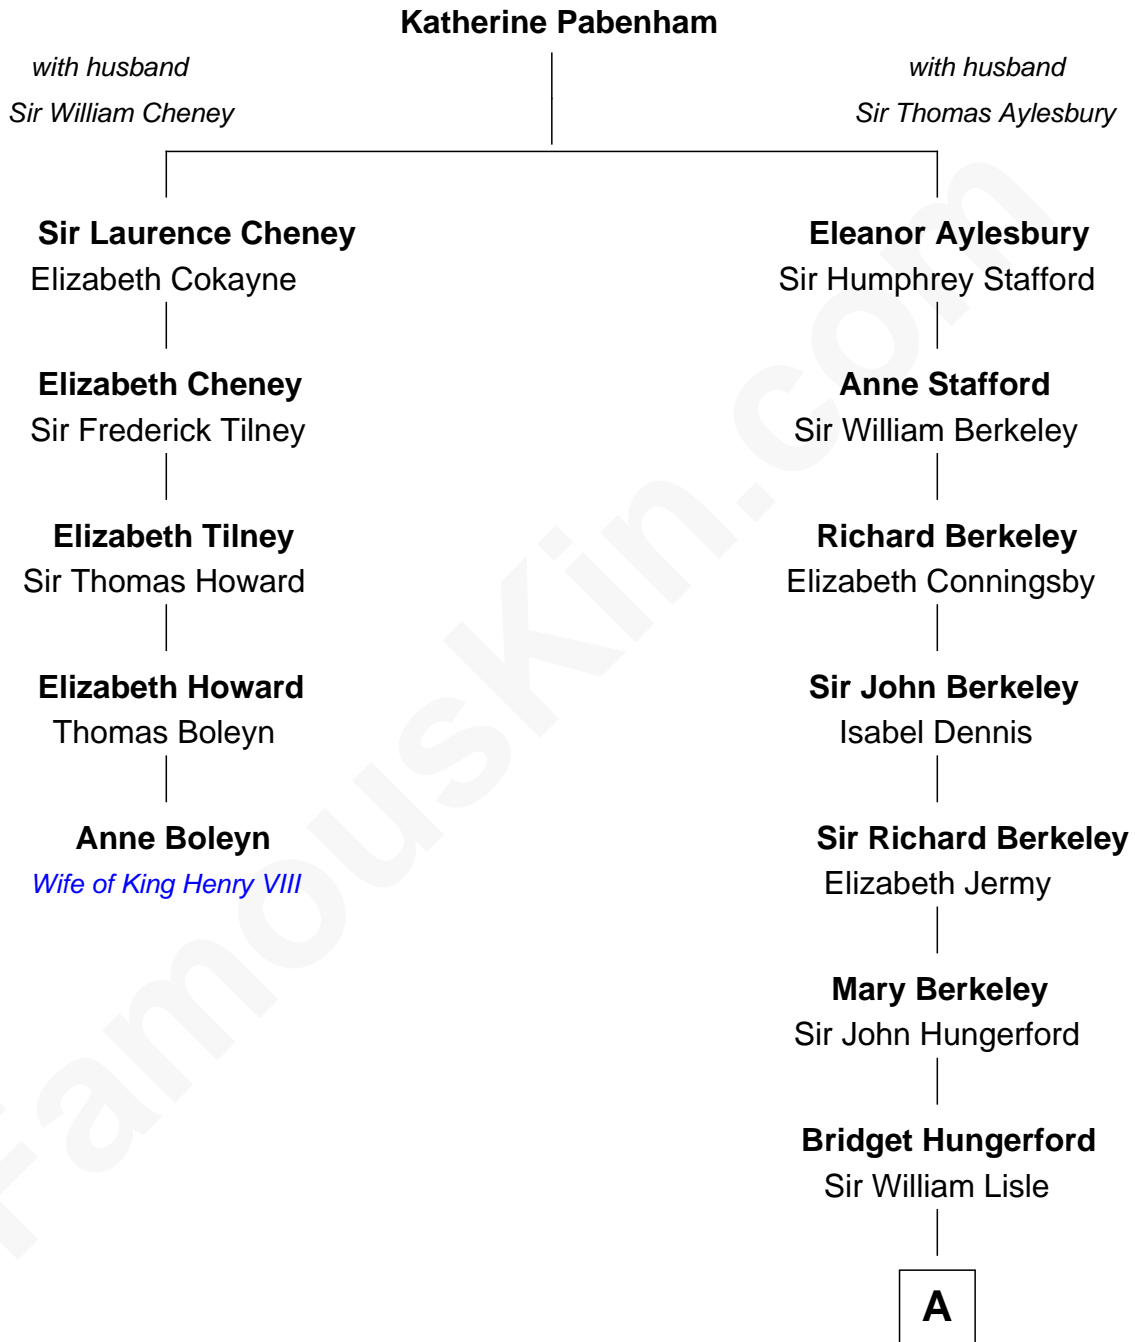 Katherine Pabenham
with husband
Sir William Cheney
with husband
Sir Thomas Aylesbury
Sir Laurence Cheney
Elizabeth Cokayne
Elizabeth Cheney
Sir Frederick Tilney
Elizabeth Tilney
Sir Thomas Howard
Elizabeth Howard
Thomas Boleyn
Anne Boleyn
Wife of King Henry VIII
Eleanor Aylesbury
Sir Humphrey Stafford
Anne Stafford
Sir William Berkeley
Richard Berkeley
Elizabeth Conningsby
Sir John Berkeley
Isabel Dennis
Sir Richard Berkeley
Elizabeth Jermy
Mary Berkeley
Sir John Hungerford
Bridget Hungerford
Sir William Lisle
A
FamousKin.com